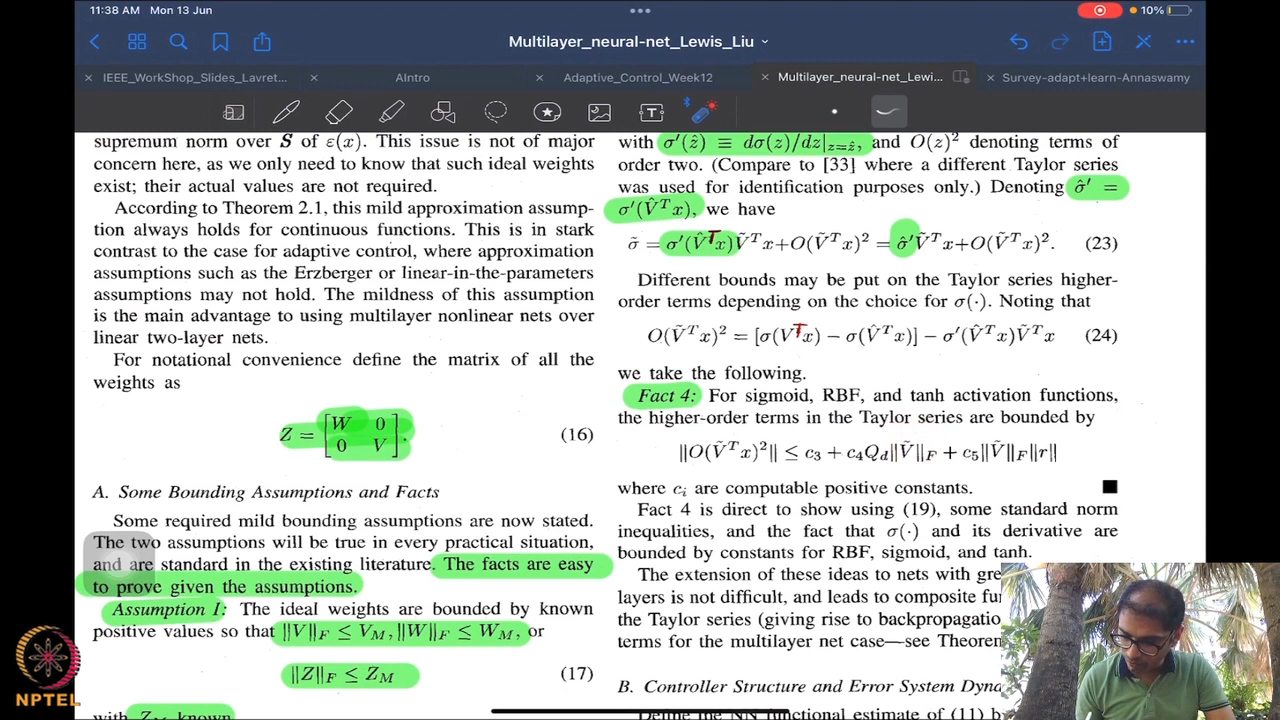 11:38 AM Mon 13 Jun
10%
Multilayer_neural-net_Lewis_Liu
IEEE_WorkShop_Slides_Lavret...
AIntro
Adaptive_Control_Week12
Multilayer_neural-net_Lewi...
Survey-adapt+learn-Annaswamy
supremum norm over S of ε(x). This issue is not of major
concern here, as we only need to know that such ideal weights
exist; their actual values are not required.
According to Theorem 2.1, this mild approximation assump-
tion always holds for continuous functions. This is in stark
contrast to the case for adaptive control, where approximation
assumptions such as the Erzberger or linear-in-the-parameters
assumptions may not hold. The mildness of this assumption
is the main advantage to using multilayer nonlinear nets over
linear two-layer nets.
For notational convenience define the matrix of all the
weights as
Z = [W 0
0 V]. (16)
A. Some Bounding Assumptions and Facts
Some required mild bounding assumptions are now stated.
The two assumptions will be true in every practical situation,
and are standard in the existing literature. The facts are easy
to prove given the assumptions.
Assumption 1: The ideal weights are bounded by known
positive values so that ‖V‖F ≤ VM, ‖W‖F ≤ WM, or
‖Z‖F ≤ ZM (17)
with ZM known
with σ′(ẑ) ≡ dσ(z)/dz|z=ẑ, and O(z)² denoting terms of
order two. (Compare to [33] where a different Taylor series
was used for identification purposes only.) Denoting σ̂′ =
σ′(V̂ᵀx), we have
σ̃ = σ′(V̂ᵀx)Ṽᵀx+O(Ṽᵀx)² = σ̂′Ṽᵀx+O(Ṽᵀx)². (23)
Different bounds may be put on the Taylor series higher-
order terms depending on the choice for σ(·). Noting that
O(Ṽᵀx)² = [σ(Vᵀx) − σ(V̂ᵀx)] − σ′(V̂ᵀx)Ṽᵀx (24)
we take the following.
Fact 4: For sigmoid, RBF, and tanh activation functions,
the higher-order terms in the Taylor series are bounded by
‖O(Ṽᵀx)²‖ ≤ c₃ + c₄Qd‖Ṽ‖F + c₅‖Ṽ‖F‖r‖
where cᵢ are computable positive constants. ■
Fact 4 is direct to show using (19), some standard norm
inequalities, and the fact that σ(·) and its derivative are
bounded by constants for RBF, sigmoid, and tanh.
The extension of these ideas to nets with gre
layers is not difficult, and leads to composite fu
the Taylor series (giving rise to backpropagatio
terms for the multilayer net case—see Theorem
B. Controller Structure and Error System Dyna
Define the NN functional estimate of (11) b
NPTEL